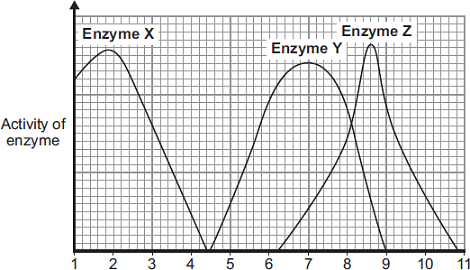 Enzyme X
Enzyme Z
Enzyme Y
Activity of
enzyme
1 2 3 4 5 6 7 8 9 10 11